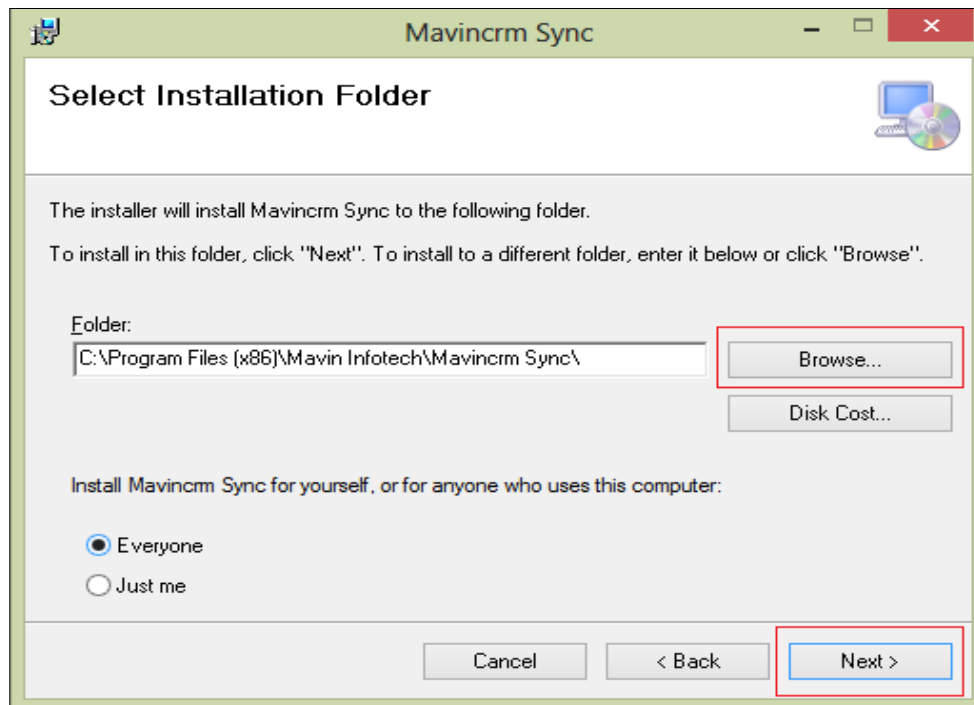 Mavincrm Sync
Select Installation Folder
The installer will install Mavincrm Sync to the following folder.
To install in this folder, click "Next". To install to a different folder, enter it below or click "Browse".
Folder:
C:\Program Files (x86)\Mavin Infotech\Mavincrm Sync\
Browse...
Disk Cost...
Install Mavincrm Sync for yourself, or for anyone who uses this computer:
Everyone
Just me
Cancel
< Back
Next >